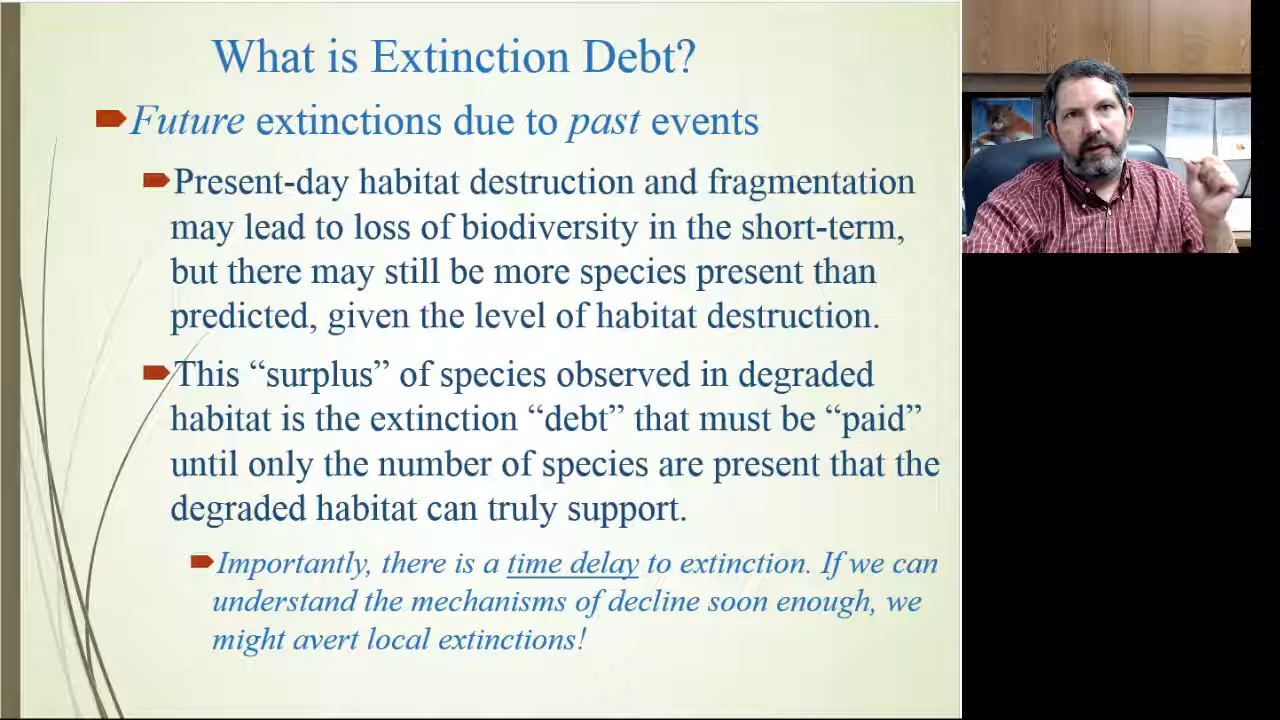 What is Extinction Debt?
Future extinctions due to past events
Present-day habitat destruction and fragmentation
may lead to loss of biodiversity in the short-term,
but there may still be more species present than
predicted, given the level of habitat destruction.
This “surplus” of species observed in degraded
habitat is the extinction “debt” that must be “paid”
until only the number of species are present that the
degraded habitat can truly support.
Importantly, there is a time delay to extinction. If we can
understand the mechanisms of decline soon enough, we
might avert local extinctions!